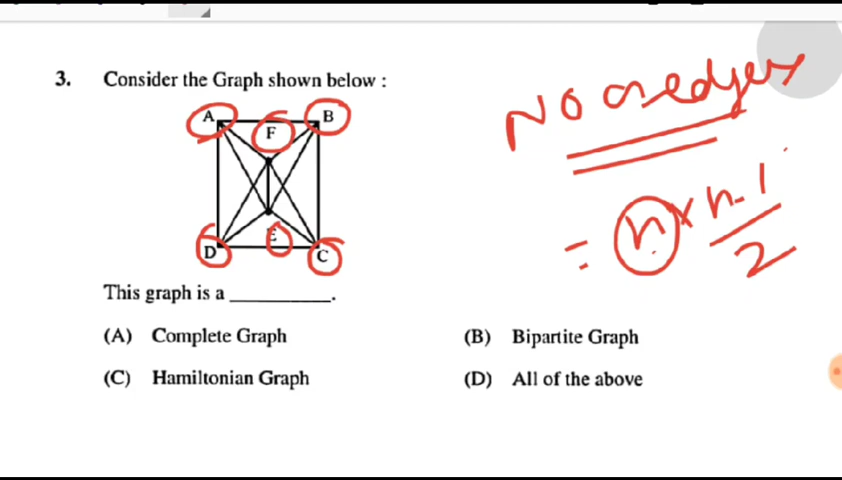 3. Consider the Graph shown below :
A B
F
E
D C
This graph is a __________.
(A) Complete Graph
(B) Bipartite Graph
(C) Hamiltonian Graph
(D) All of the above
No of edges
= n × n-1
2